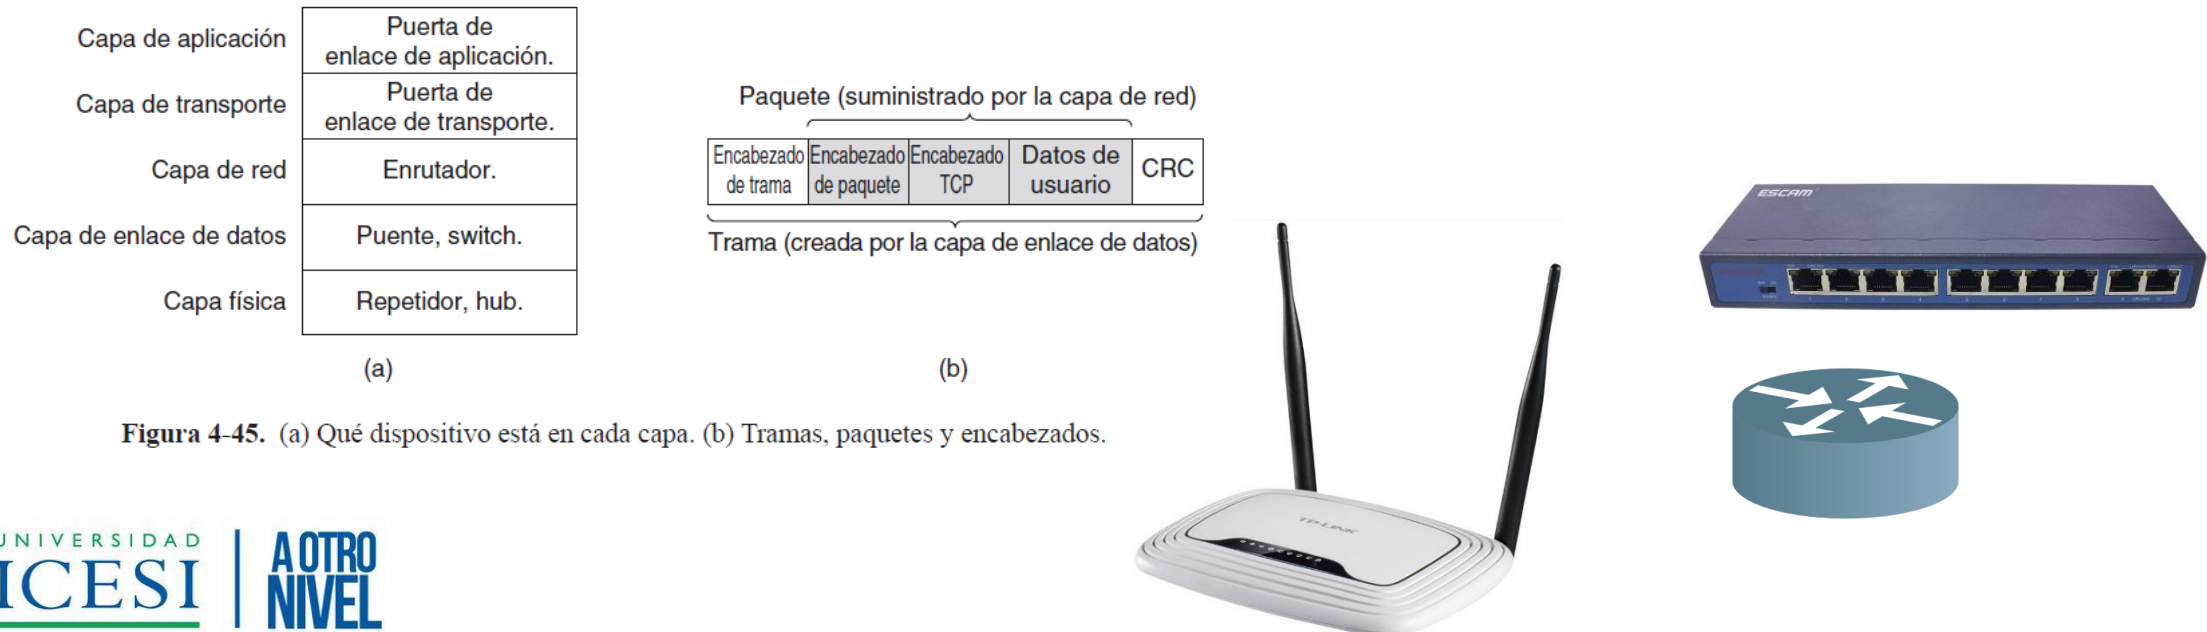 Capa de aplicación
Puerta de
enlace de aplicación.
Capa de transporte
Puerta de
enlace de transporte.
Capa de red
Enrutador.
Capa de enlace de datos
Puente, switch.
Capa física
Repetidor, hub.
(a)
Paquete (suministrado por la capa de red)
Encabezado
de trama
Encabezado
de paquete
Encabezado
TCP
Datos de
usuario
CRC
Trama (creada por la capa de enlace de datos)
(b)
Figura 4-45. (a) Qué dispositivo está en cada capa. (b) Tramas, paquetes y encabezados.
UNIVERSIDAD
ICESI
A OTRO
NIVEL
TP-LINK
ESCAM